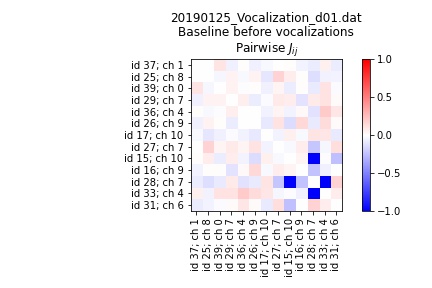 20190125_Vocalization_d01.dat
Baseline before vocalizations
Pairwise J_{ij}
id 37; ch 1
id 25; ch 8
id 39; ch 0
id 29; ch 7
id 36; ch 4
id 26; ch 9
id 17; ch 10
id 27; ch 7
id 15; ch 10
id 16; ch 9
id 28; ch 7
id 33; ch 4
id 31; ch 6
1.0
0.5
0.0
−0.5
−1.0
id 37; ch 1
id 25; ch 8
id 39; ch 0
id 29; ch 7
id 36; ch 4
id 26; ch 9
id 17; ch 10
id 27; ch 7
id 15; ch 10
id 16; ch 9
id 28; ch 7
id 33; ch 4
id 31; ch 6